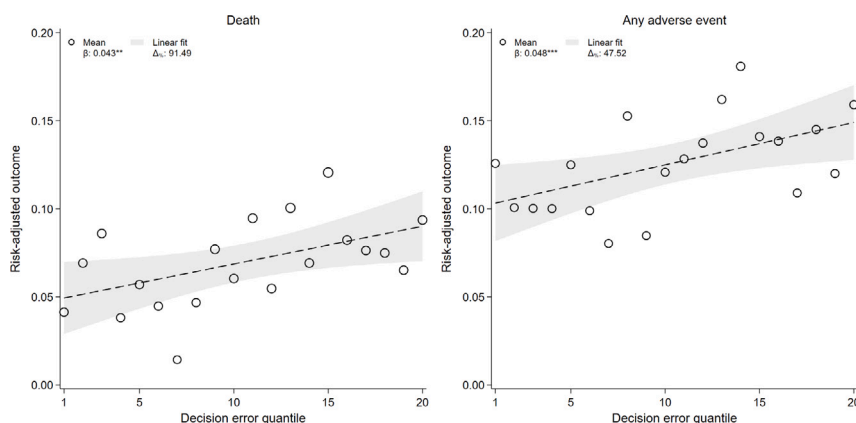 Death
Mean
Linear fit
β: 0.043**
Δ%: 91.49
Risk-adjusted outcome
0.20
0.15
0.10
0.05
0.00
1
5
10
15
20
Decision error quantile
Any adverse event
Mean
Linear fit
β: 0.048***
Δ%: 47.52
Risk-adjusted outcome
0.20
0.15
0.10
0.05
0.00
1
5
10
15
20
Decision error quantile